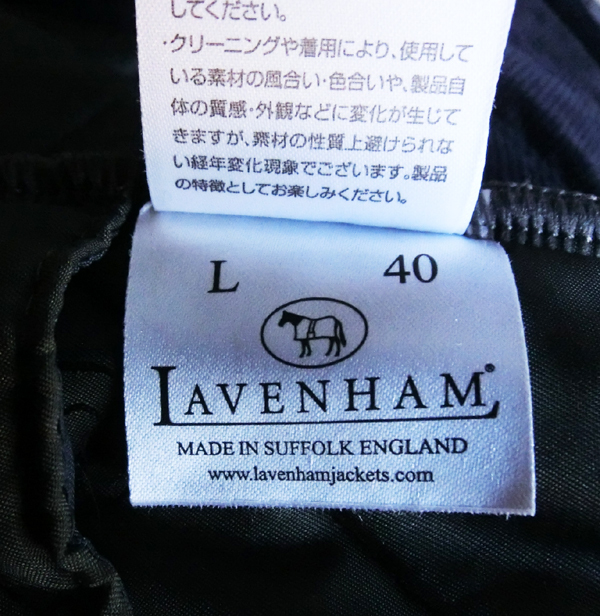 してください。
・クリーニングや着用により、使用して
いる素材の風合い・色合いや、製品自
体の質感・外観などに変化が生じて
きますが、素材の性質上避けられな
い経年変化現象でございます。製品
の特徴としてお楽しみください。
L 40
LAVENHAM®
MADE IN SUFFOLK ENGLAND
www.lavenhamjackets.com